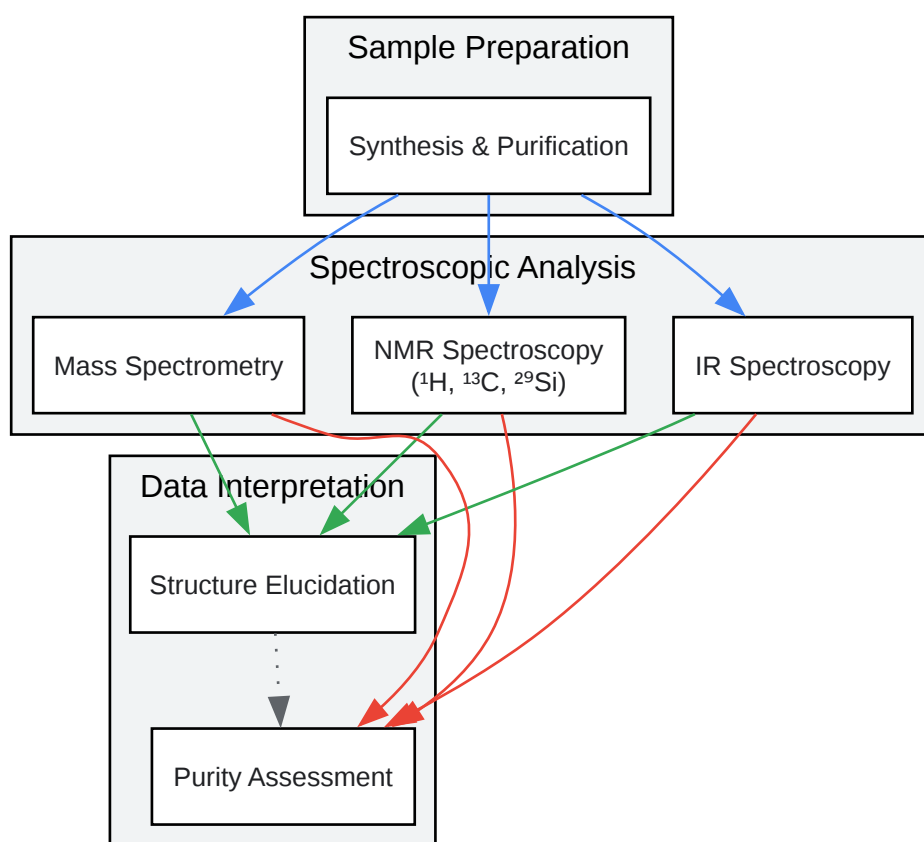 Sample Preparation
Synthesis & Purification
Spectroscopic Analysis
Mass Spectrometry
NMR Spectroscopy
(¹H, ¹³C, ²⁹Si)
IR Spectroscopy
Data Interpretation
Structure Elucidation
Purity Assessment